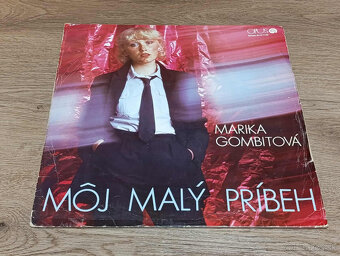 OPUS
MARIKA
GOMBITOVÁ
MÔJ MALÝ PRÍBEH